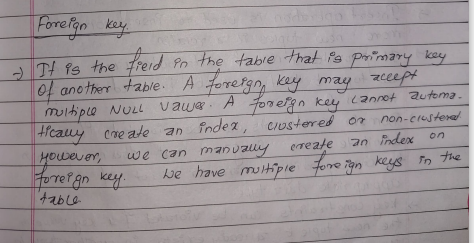 Foreign key.
→ It is the field in the table that is primary key
of another table. A foreign key may accept
multiple NULL value. A foreign key cannot automa-
tically create an index, clustered or non-clustered
However, we can manually create an index on
foreign key. We have multiple foreign keys in the
table.